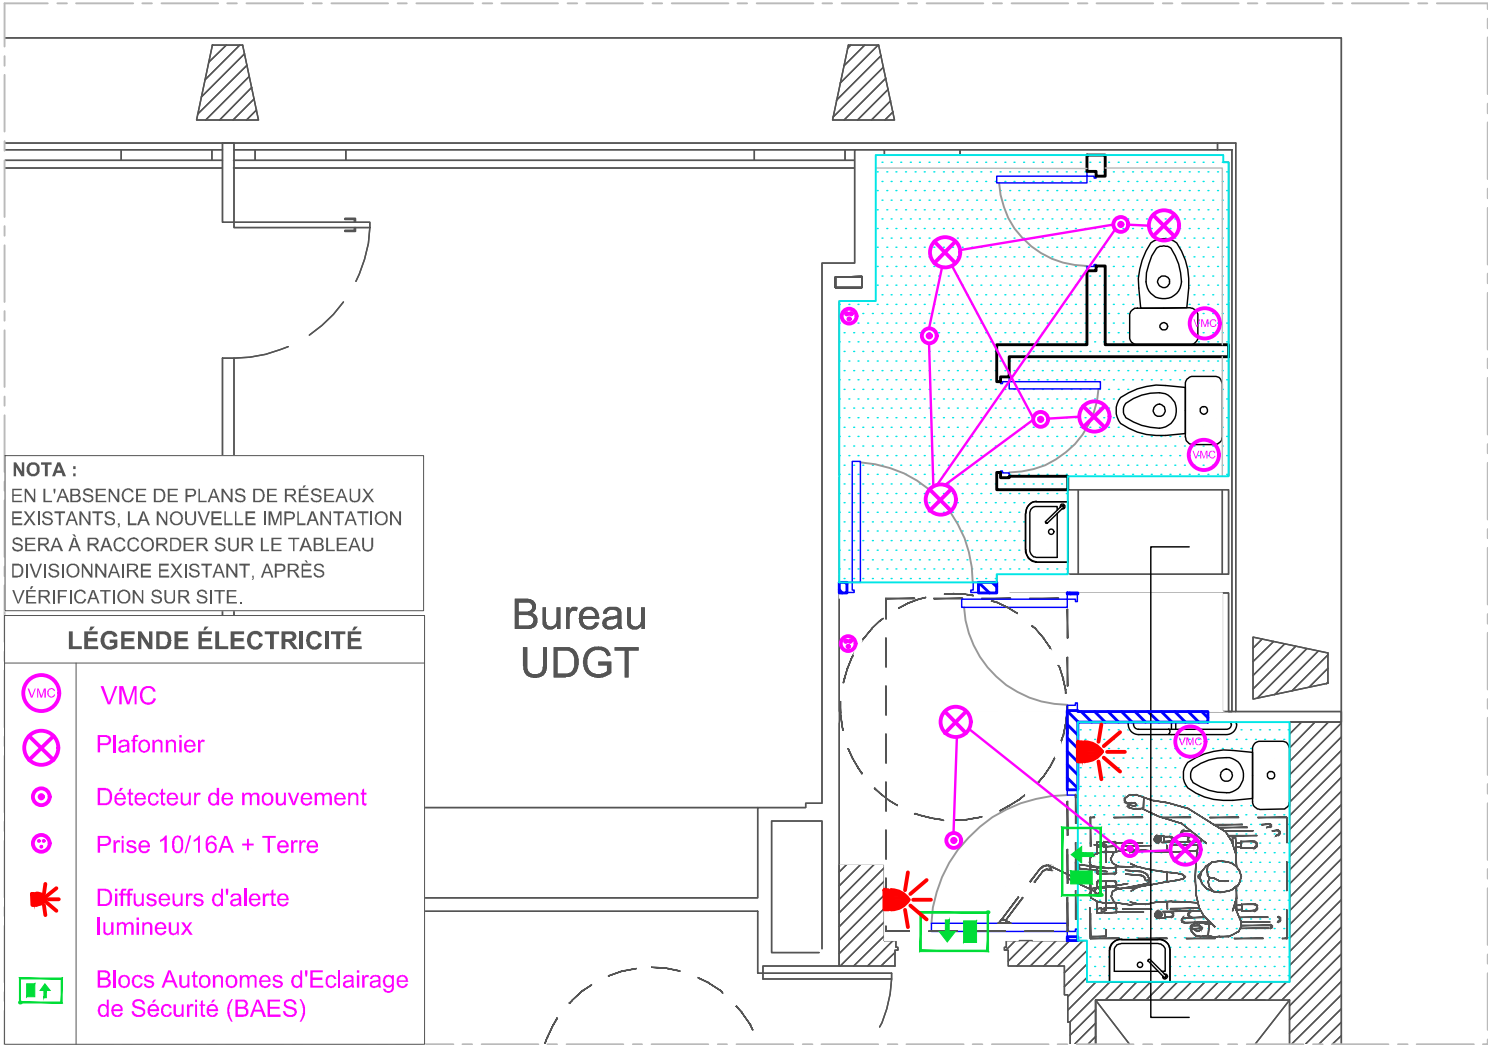 NOTA :
EN L'ABSENCE DE PLANS DE RÉSEAUX
EXISTANTS, LA NOUVELLE IMPLANTATION
SERA À RACCORDER SUR LE TABLEAU
DIVISIONNAIRE EXISTANT, APRÈS
VÉRIFICATION SUR SITE.
LÉGENDE ÉLECTRICITÉ
VMC
VMC
Plafonnier
Détecteur de mouvement
Prise 10/16A + Terre
Diffuseurs d'alerte
lumineux
Blocs Autonomes d'Eclairage
de Sécurité (BAES)
Bureau
UDGT
VMC
VMC
VMC